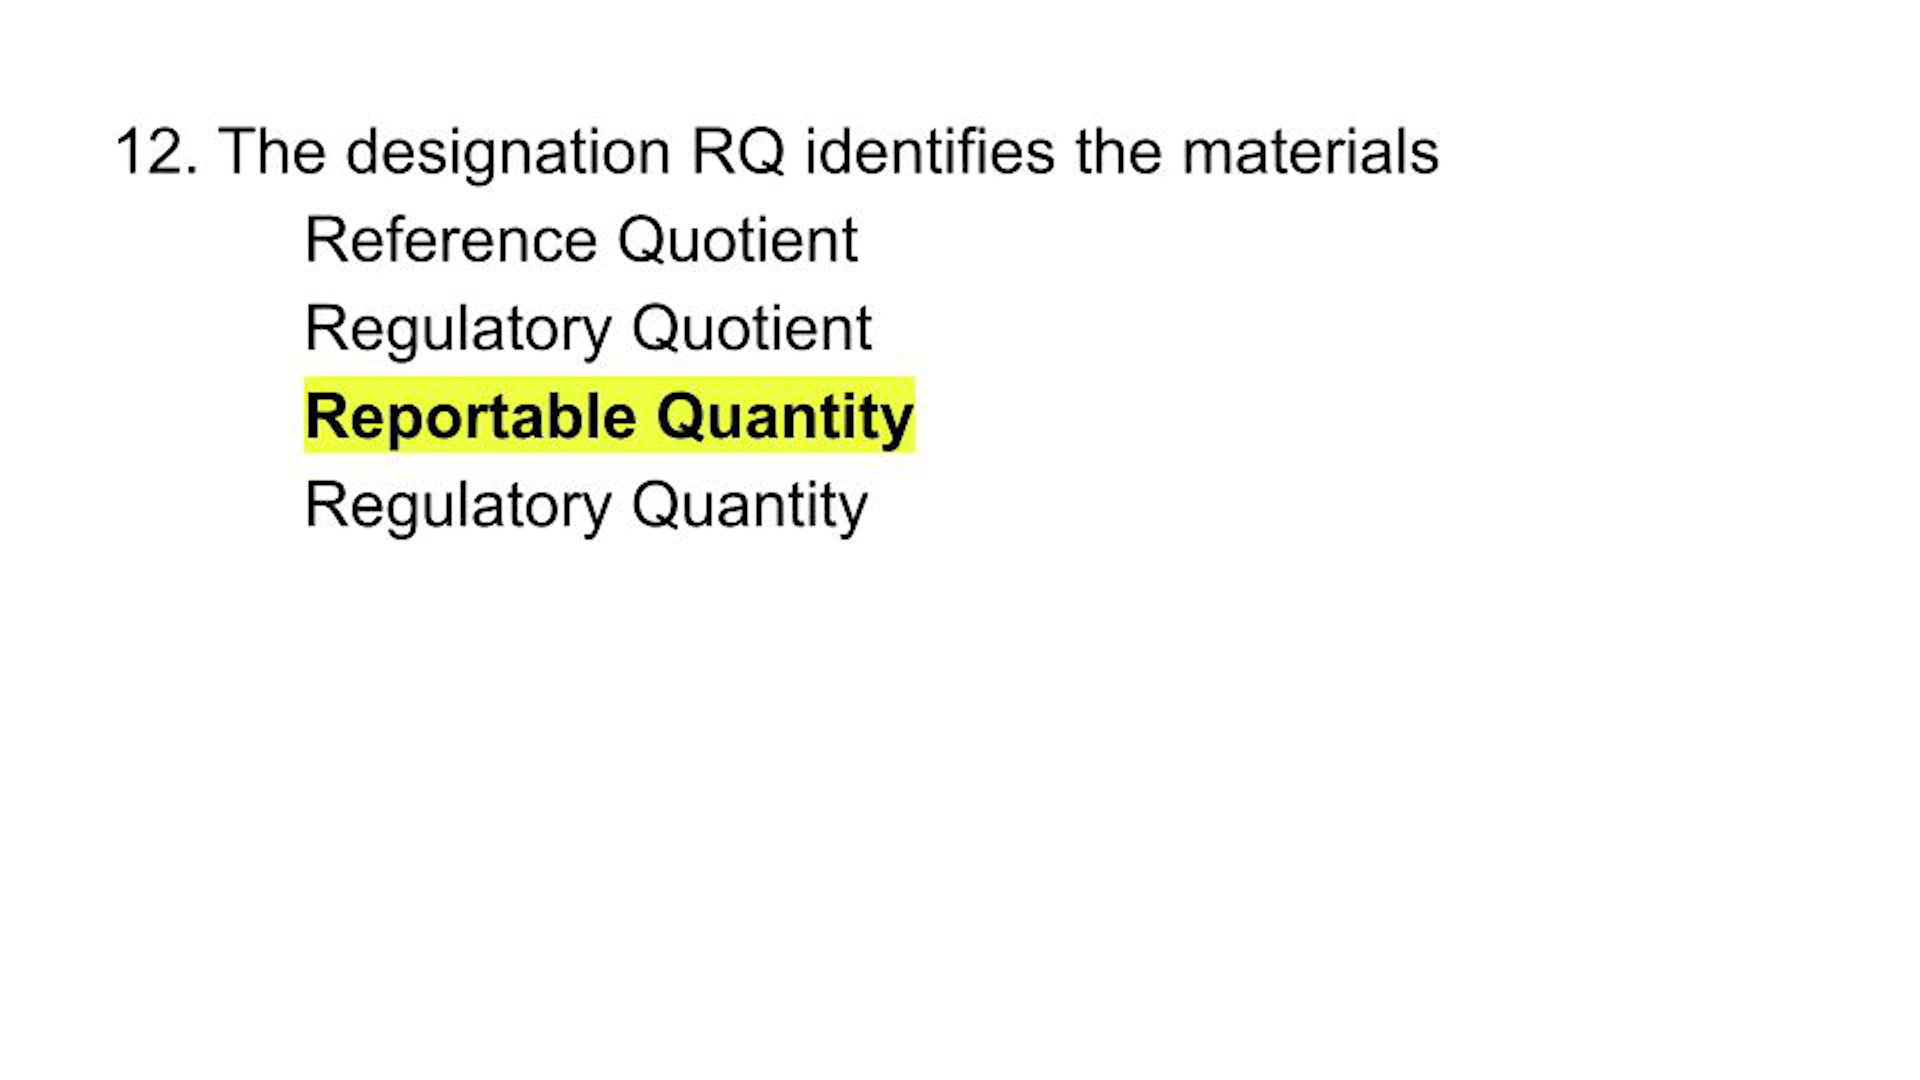 12. The designation RQ identifies the materials
Reference Quotient
Regulatory Quotient
Reportable Quantity
Regulatory Quantity